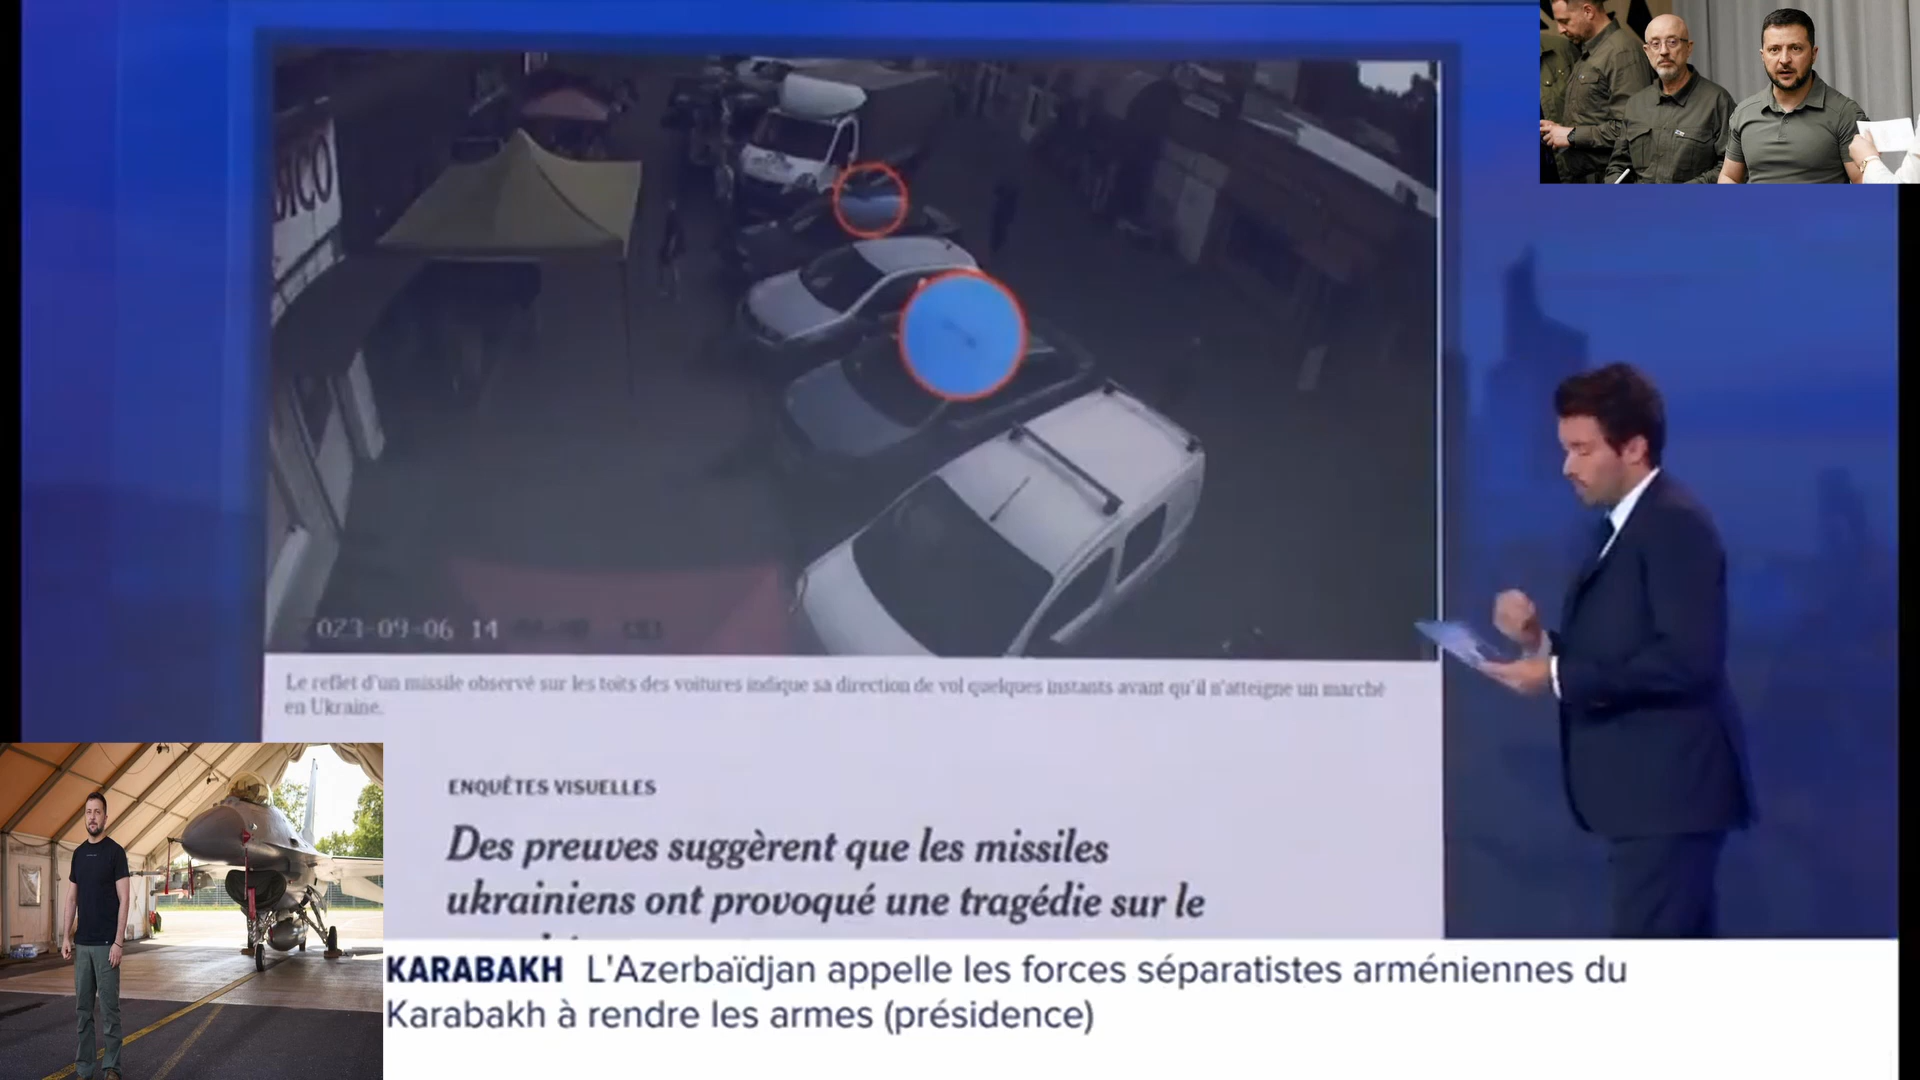 023-09-06 14
Le reflet d'un missile observé sur les toits des voitures indique sa direction de vol quelques instants avant qu'il n'atteigne un marché
en Ukraine.
ENQUÊTES VISUELLES
Des preuves suggèrent que les missiles
ukrainiens ont provoqué une tragédie sur le
KARABAKH L'Azerbaïdjan appelle les forces séparatistes arméniennes du
Karabakh à rendre les armes (présidence)